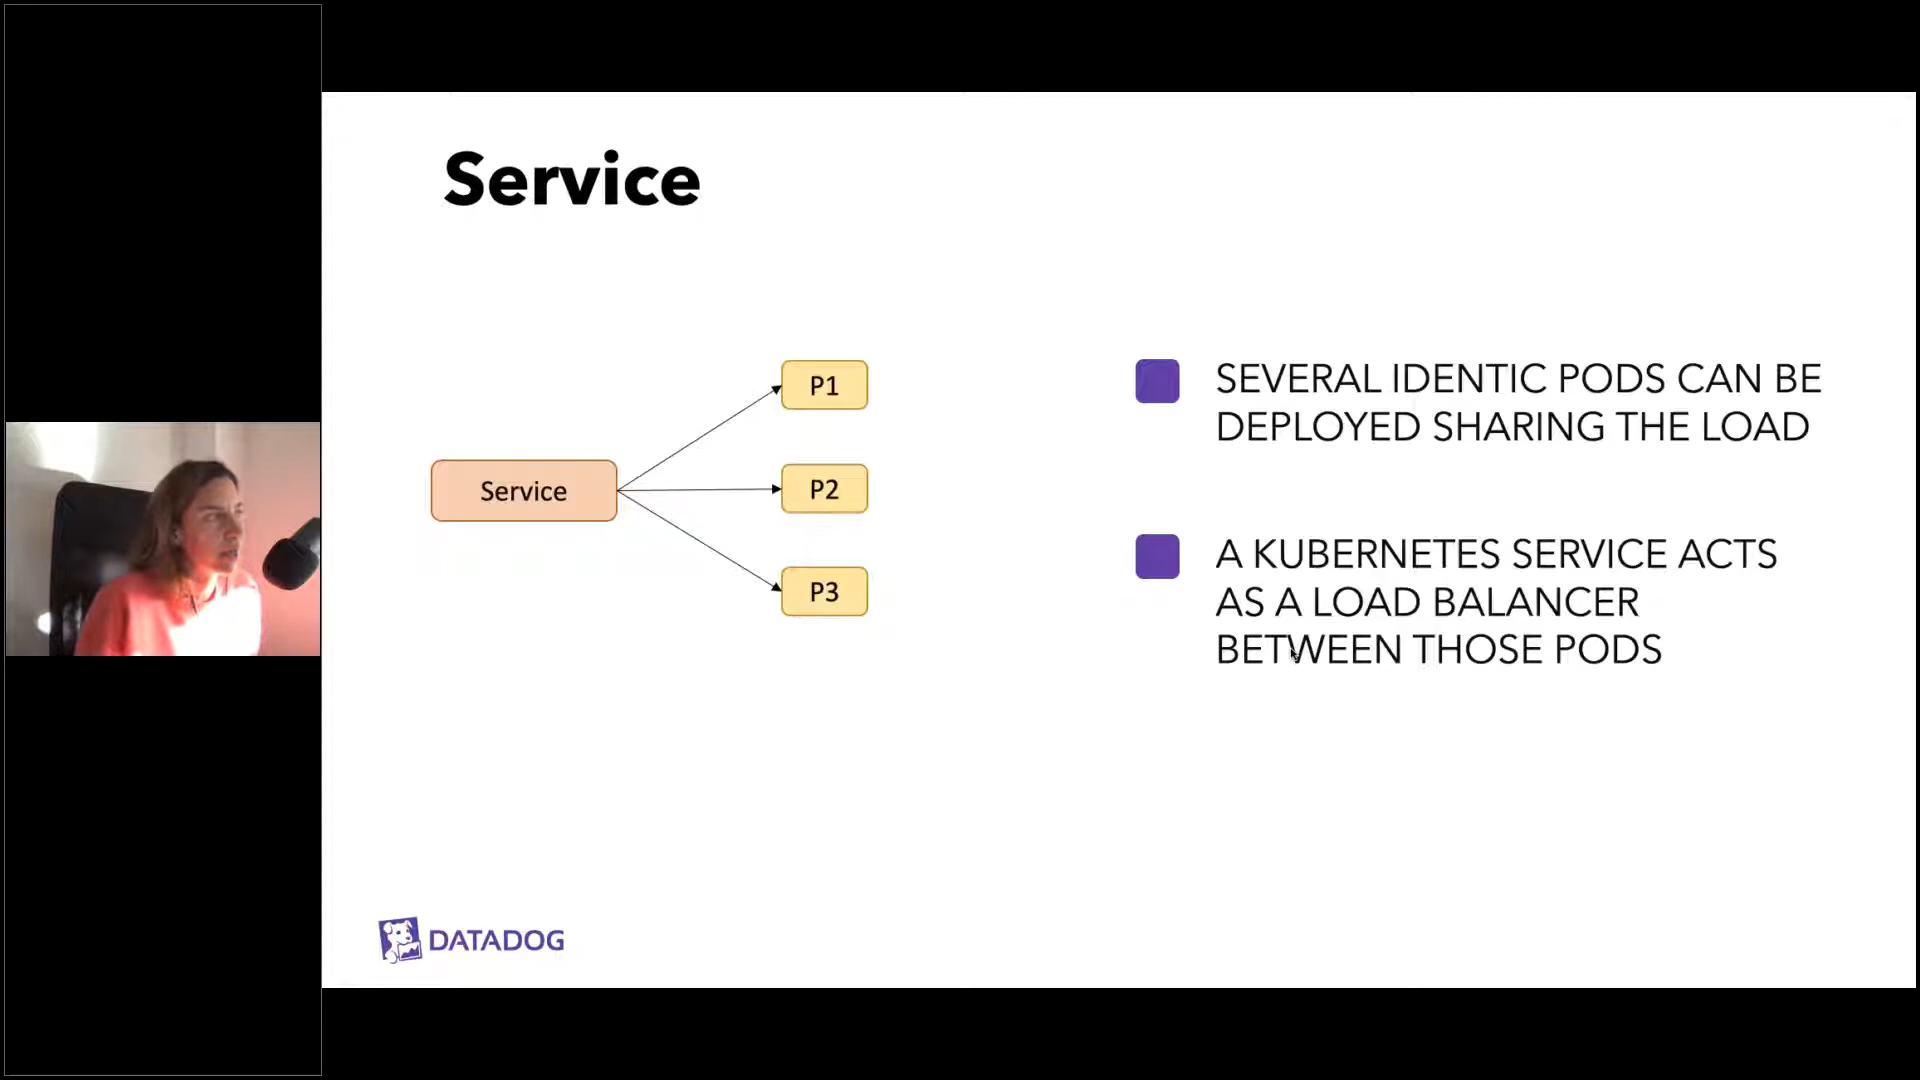 Service
Service
P1
P2
P3
SEVERAL IDENTIC PODS CAN BE
DEPLOYED SHARING THE LOAD
A KUBERNETES SERVICE ACTS
AS A LOAD BALANCER
BETWEEN THOSE PODS
DATADOG